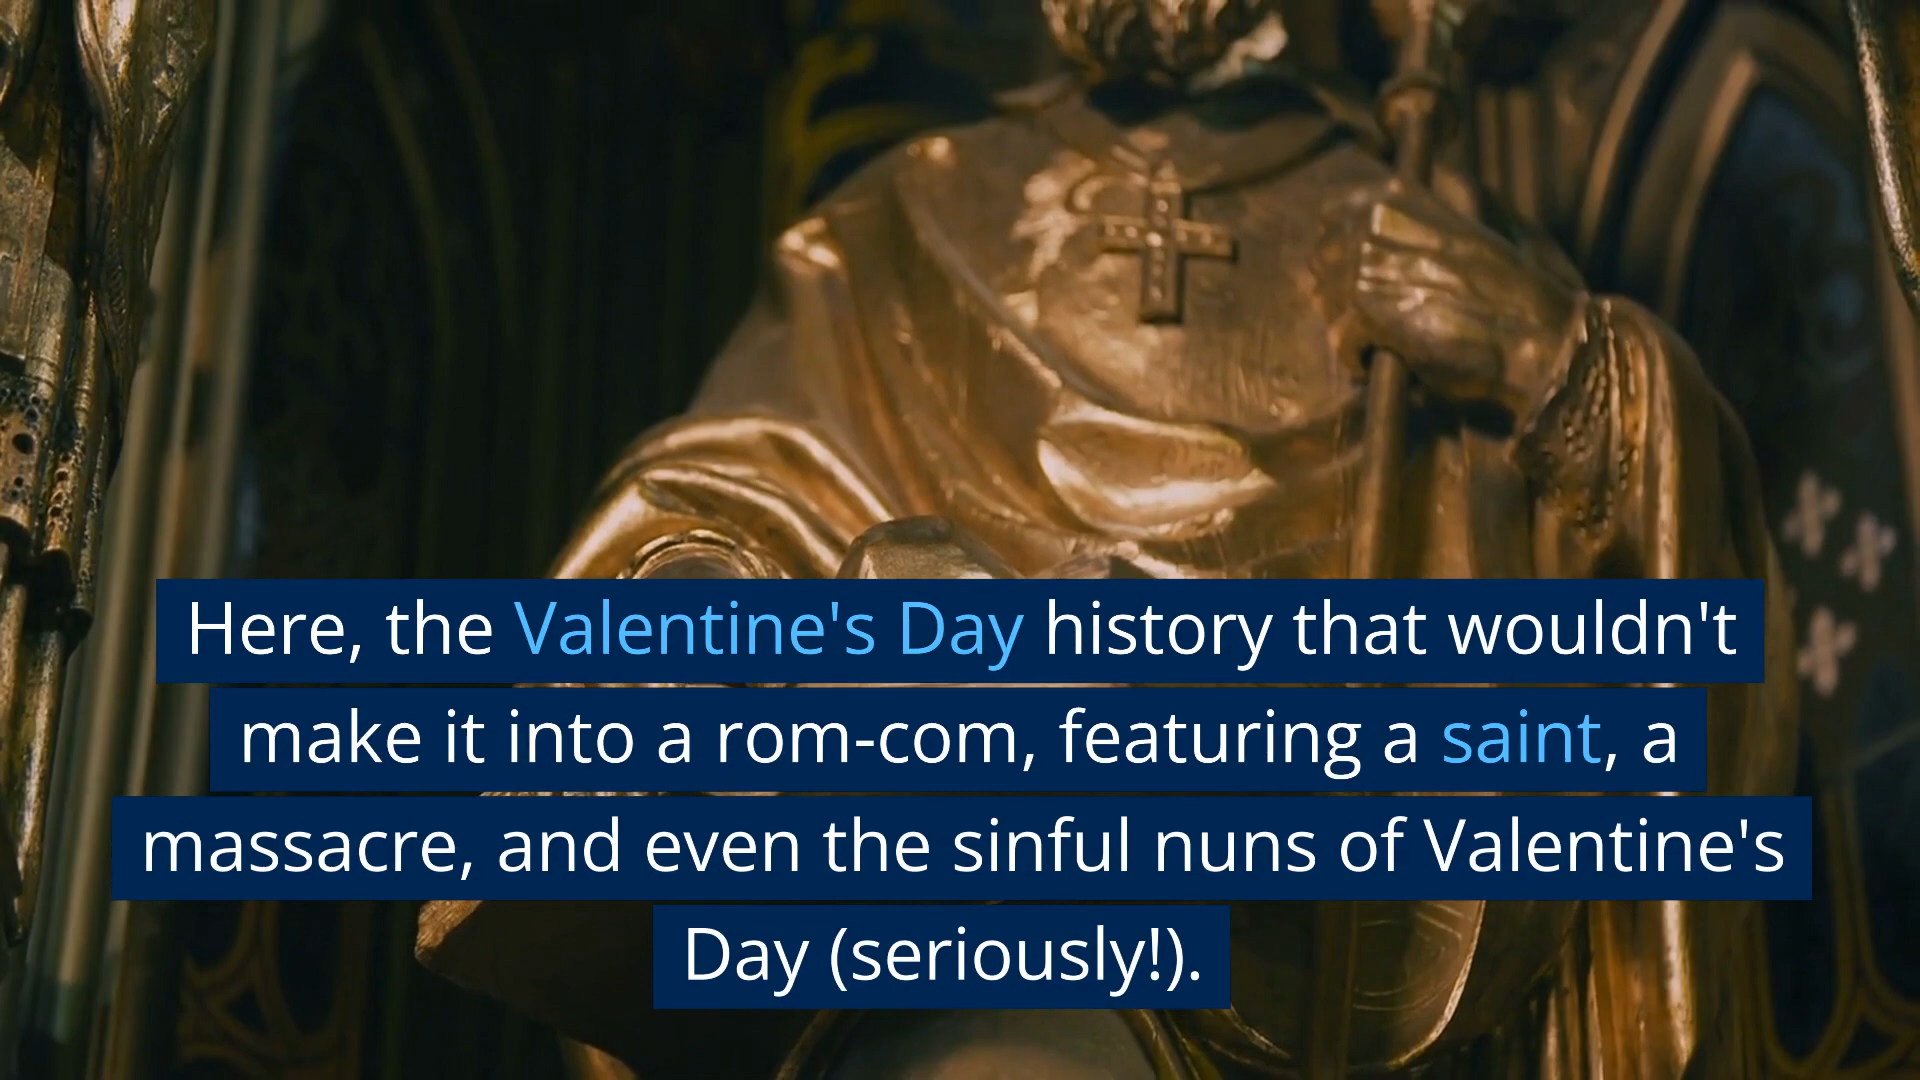 Here, the Valentine's Day history that wouldn't
make it into a rom-com, featuring a saint, a
massacre, and even the sinful nuns of Valentine's
Day (seriously!).